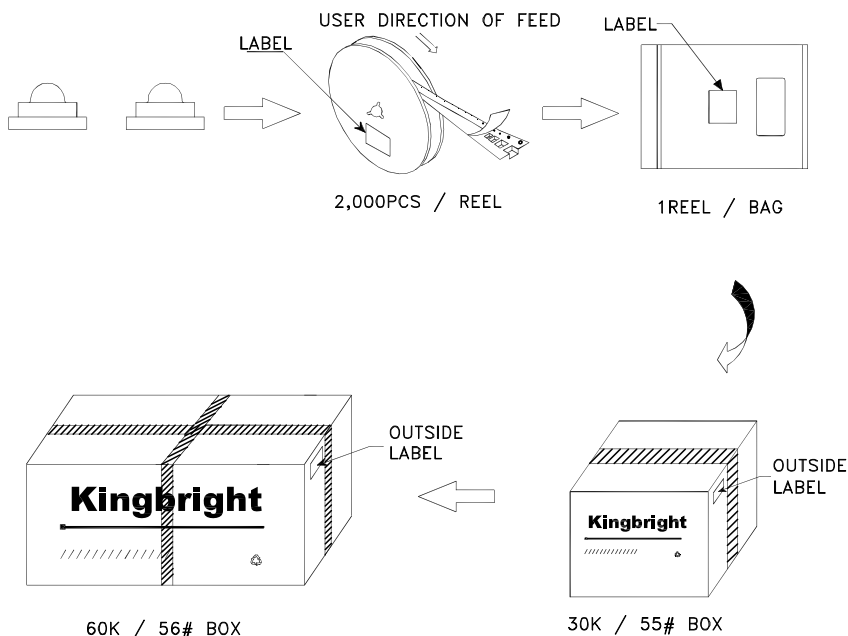 USER DIRECTION OF FEED
LABEL
LABEL
2,000PCS / REEL
1REEL / BAG
OUTSIDE
LABEL
Kingbright
60K / 56# BOX
OUTSIDE
LABEL
Kingbright
30K / 55# BOX